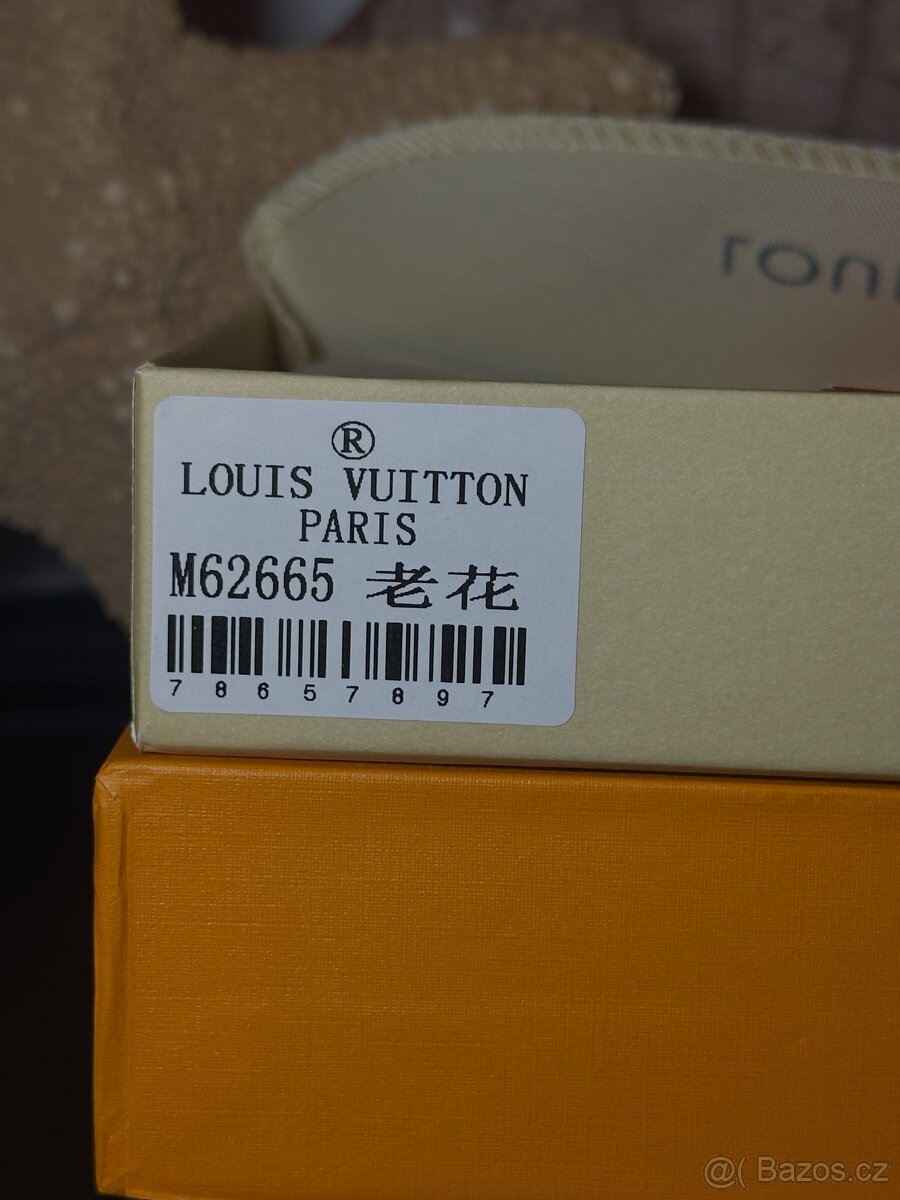 ®
LOUIS VUITTON
PARIS
M62665 老花
78657897
@( Bazos.cz